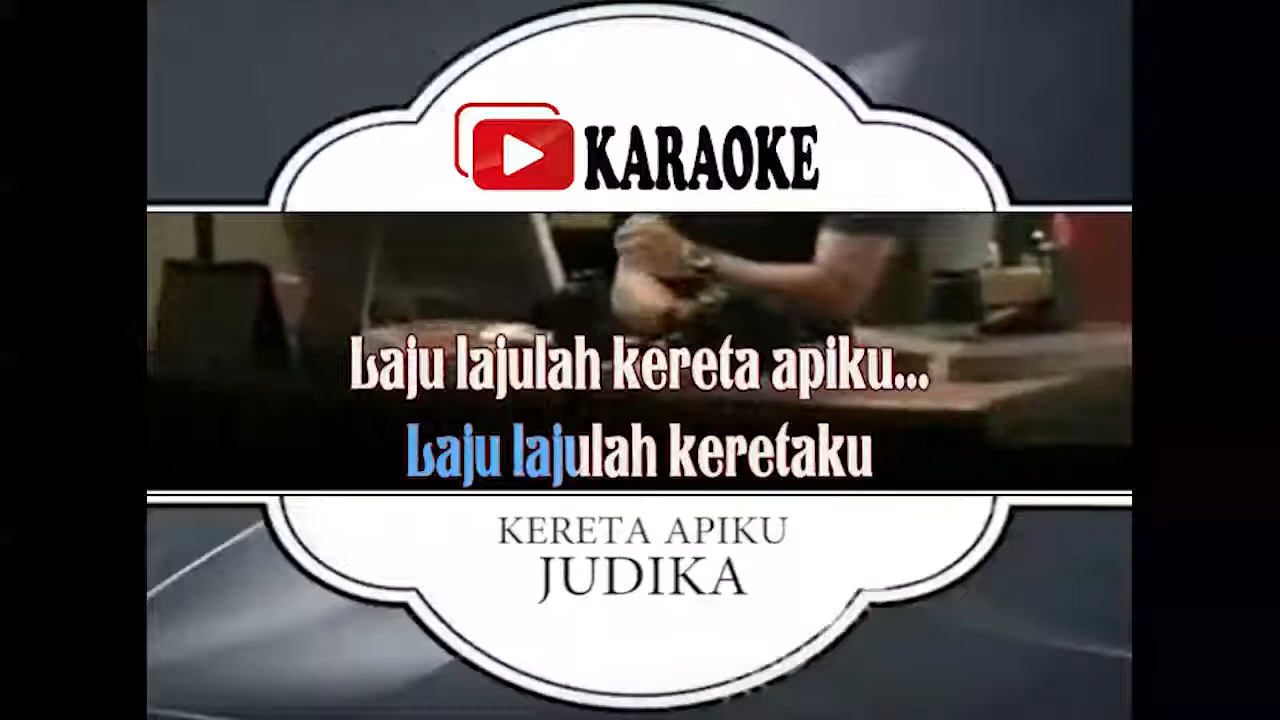 KARAOKE
Laju lajulah kereta apiku...
Laju lajulah keretaku
KERETA APIKU
JUDIKA